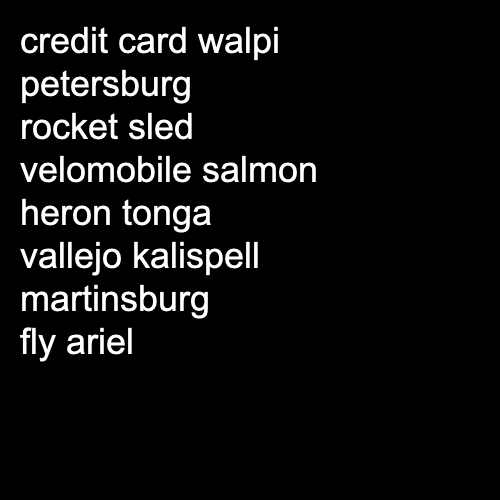 credit card walpi
petersburg
rocket sled
velomobile salmon
heron tonga
vallejo kalispell
martinsburg
fly ariel